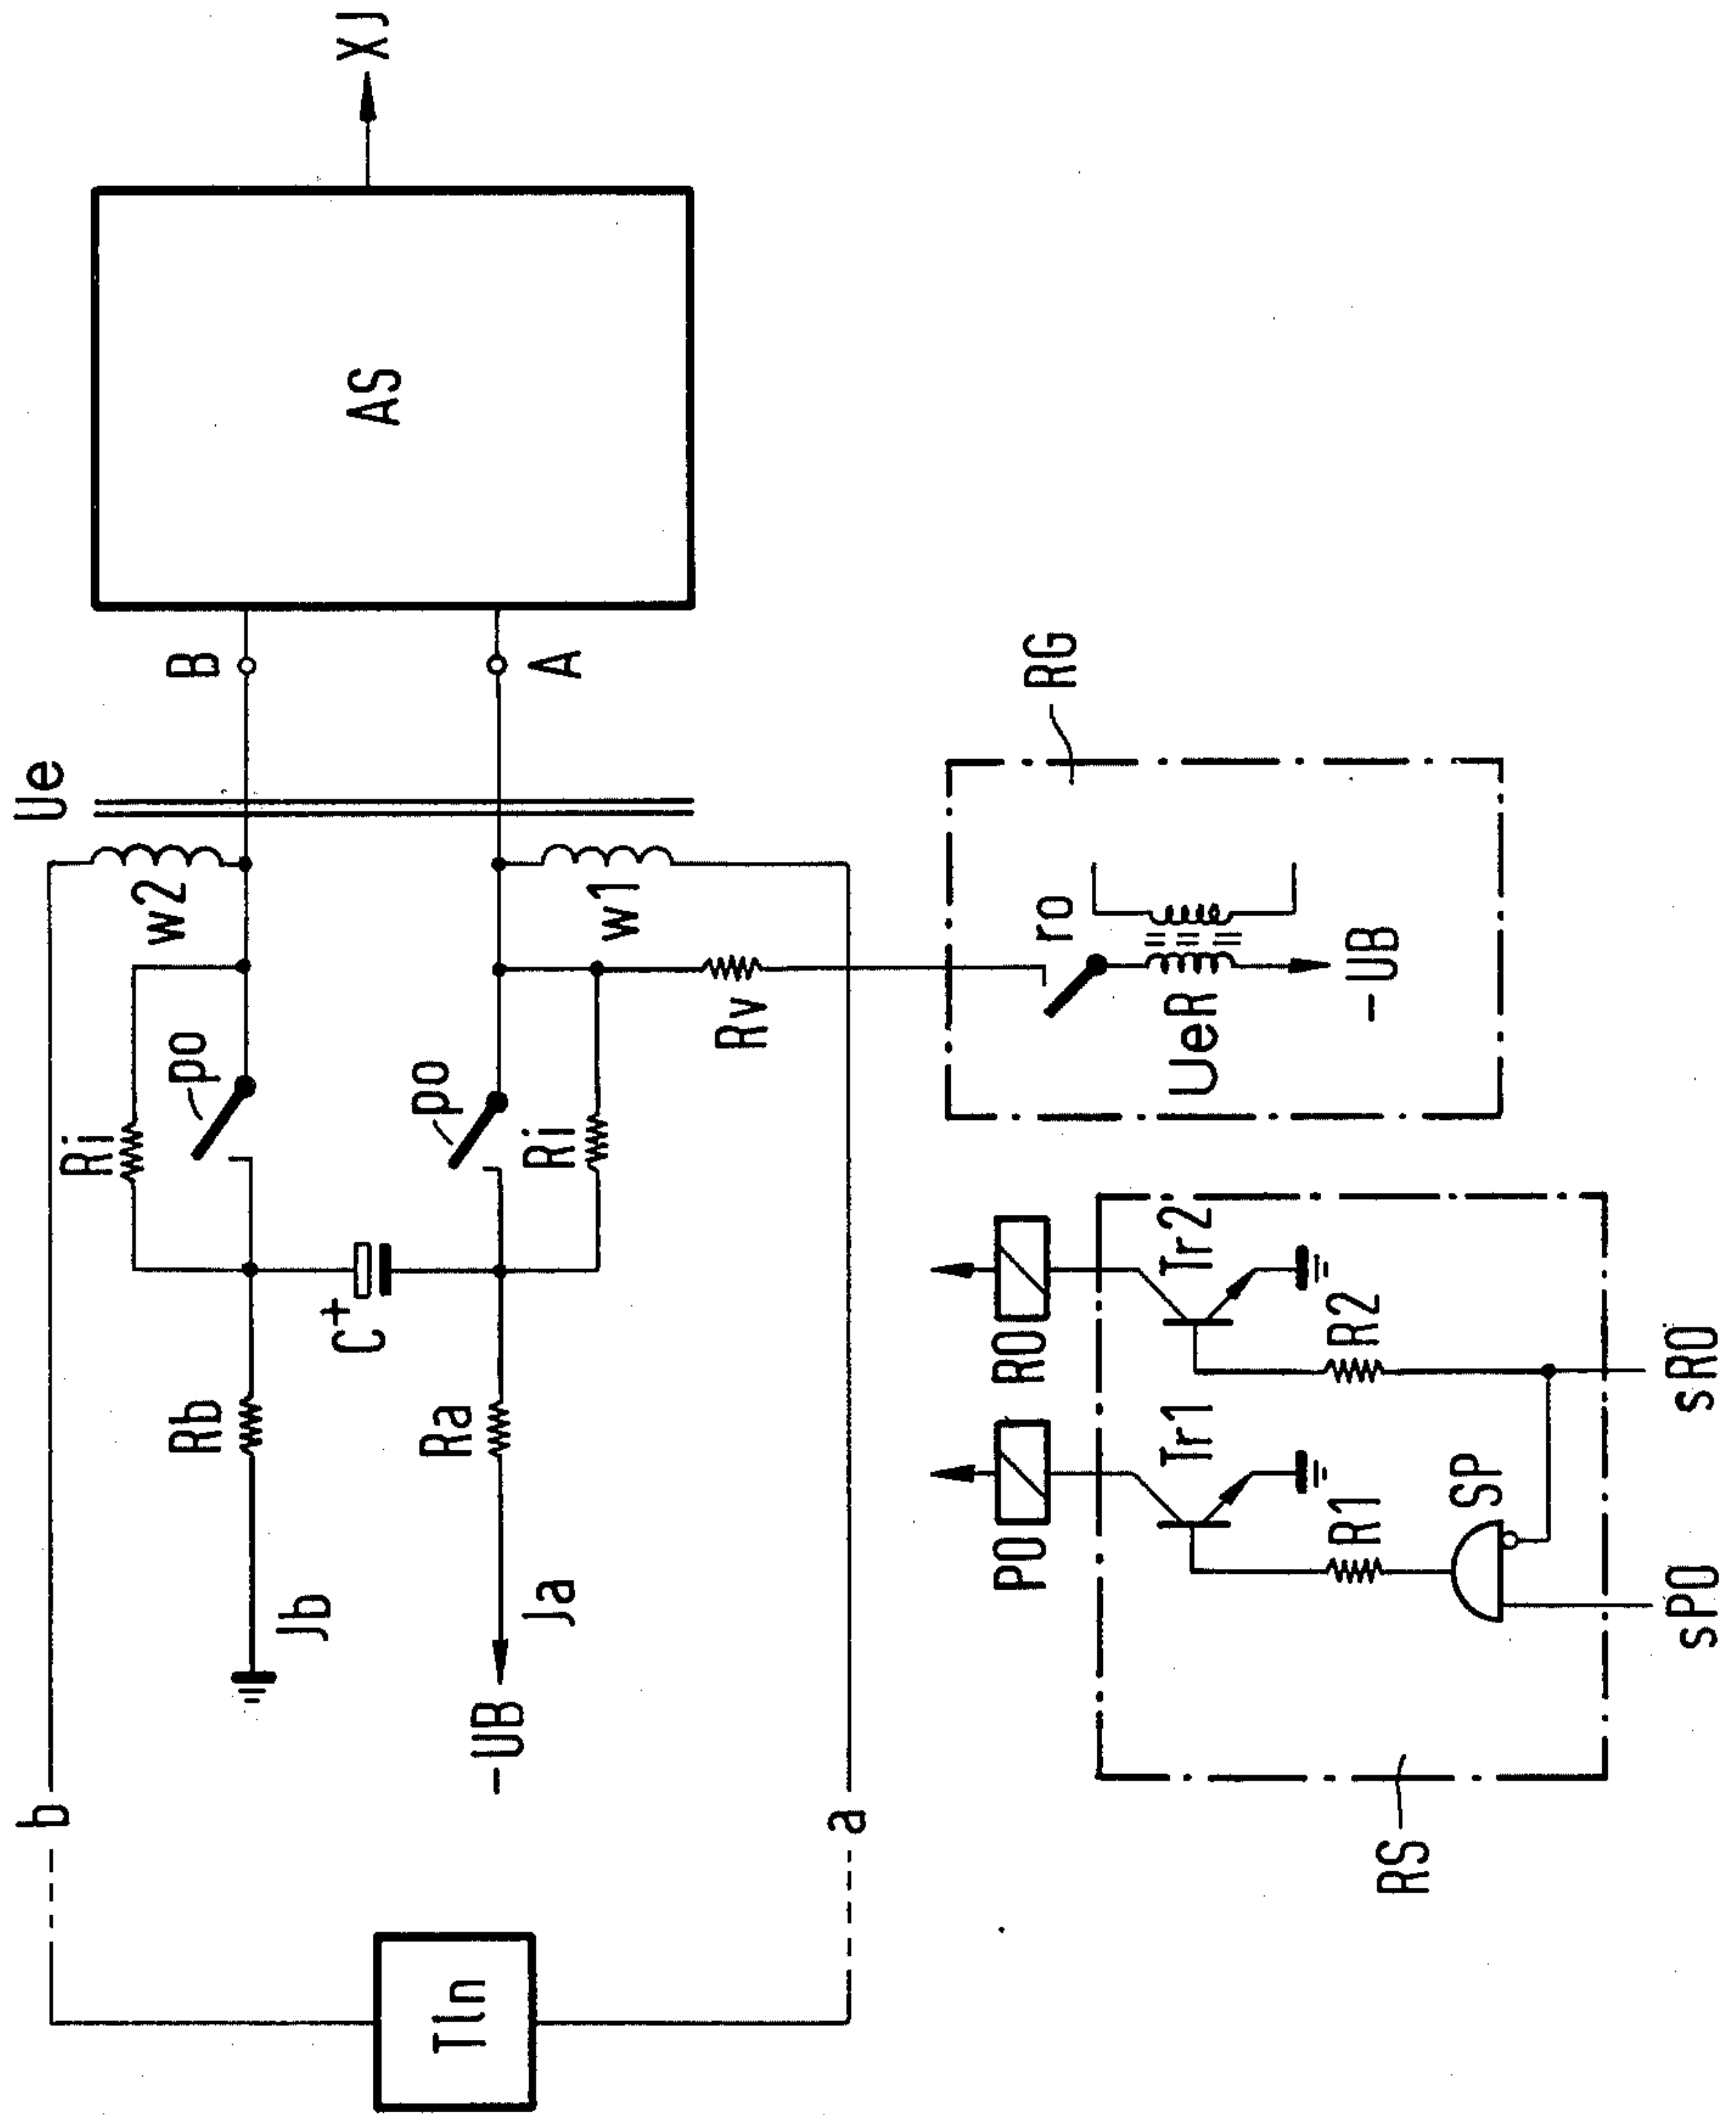 Ue
XJ
b
w2
B
Ri
po
AS
Rb
Jb
C+
po
A
Ri
w1
Ra
Ja
-UB
Tln
a
Rv
RG
ro
UeR
-UB
PO
RO
Tr1
Tr2
R1
R2
SP
RS
sPO
sRO